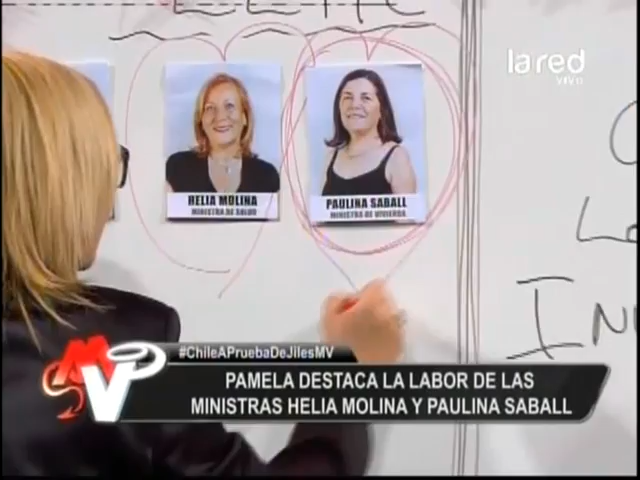 la red
vivo
HELIA MOLINA
MINISTRA DE SALUD
PAULINA SABALL
MINISTRA DE VIVIENDA
IN
#ChileAPruebaDeJilesMV
MV
PAMELA DESTACA LA LABOR DE LAS
MINISTRAS HELIA MOLINA Y PAULINA SABALL